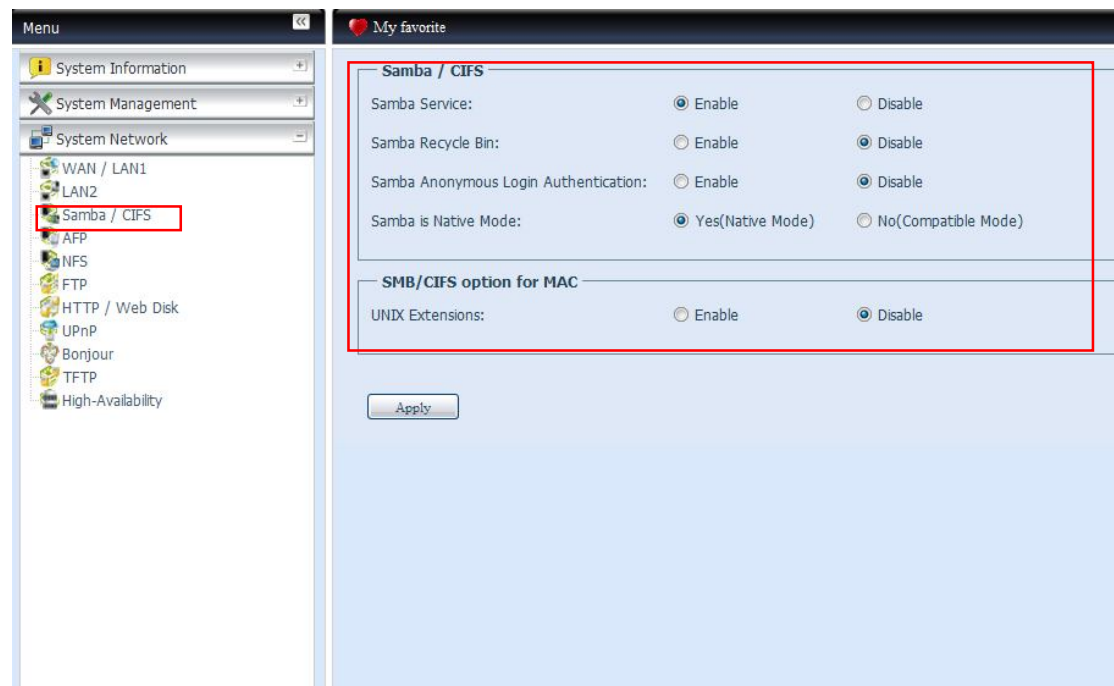 Menu
My favorite
System Information
System Management
System Network
WAN / LAN1
LAN2
Samba / CIFS
AFP
NFS
FTP
HTTP / Web Disk
UPnP
Bonjour
TFTP
High-Availability
Samba / CIFS
Samba Service: Enable Disable
Samba Recycle Bin: Enable Disable
Samba Anonymous Login Authentication: Enable Disable
Samba is Native Mode: Yes(Native Mode) No(Compatible Mode)
SMB/CIFS option for MAC
UNIX Extensions: Enable Disable
Apply